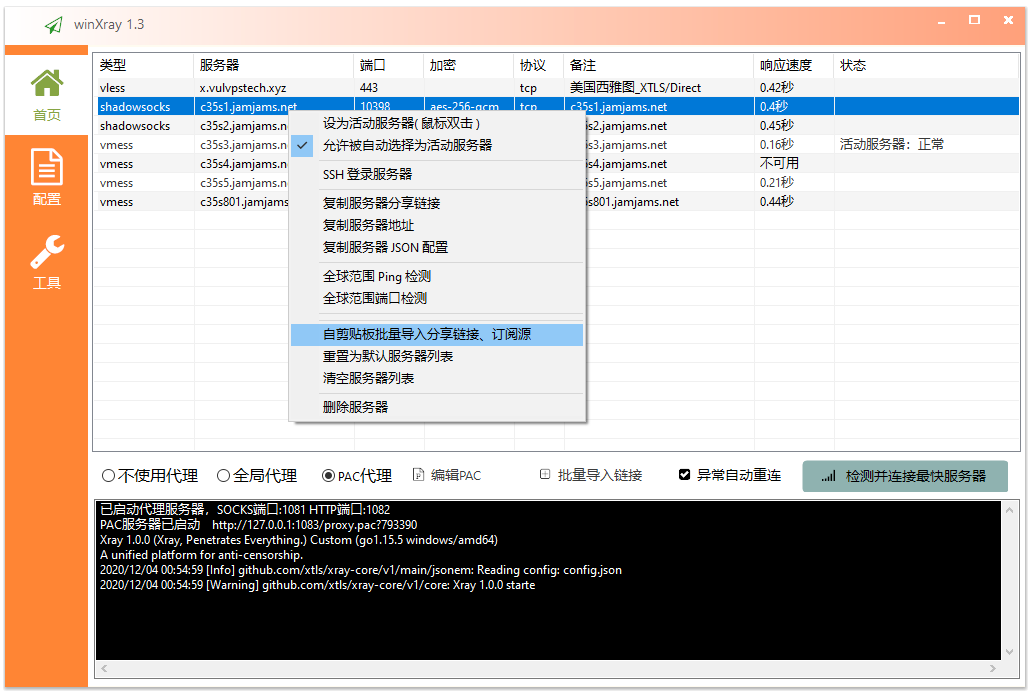 winXray 1.3
首页
配置
工具
类型 服务器 端口 加密 协议 备注 响应速度 状态
vless x.vulvpstech.xyz 443 tcp 美国西雅图_XTLS/Direct 0.42秒
shadowsocks c35s1.jamjams.net 10398 aes-256-gcm tcp c35s1.jamjams.net 0.4秒
shadowsocks c35s2.jamjams.n s2.jamjams.net 0.45秒
vmess c35s3.jamjams.n s3.jamjams.net 0.16秒 活动服务器：正常
vmess c35s4.jamjams.n s4.jamjams.net 不可用
vmess c35s5.jamjams.n s5.jamjams.net 0.21秒
vmess c35s801.jamjams s801.jamjams.net 0.44秒
设为活动服务器( 鼠标双击 )
允许被自动选择为活动服务器
SSH 登录服务器
复制服务器分享链接
复制服务器地址
复制服务器 JSON 配置
全球范围 Ping 检测
全球范围端口检测
自剪贴板批量导入分享链接、订阅源
重置为默认服务器列表
清空服务器列表
删除服务器
不使用代理 全局代理 PAC代理 编辑PAC 批量导入链接 异常自动重连 检测并连接最快服务器
已启动代理服务器，SOCKS端口:1081 HTTP端口:1082
PAC服务器已启动 http://127.0.0.1:1083/proxy.pac?793390
Xray 1.0.0 (Xray, Penetrates Everything.) Custom (go1.15.5 windows/amd64)
A unified platform for anti-censorship.
2020/12/04 00:54:59 [Info] github.com/xtls/xray-core/v1/main/jsonem: Reading config: config.json
2020/12/04 00:54:59 [Warning] github.com/xtls/xray-core/v1/core: Xray 1.0.0 starte